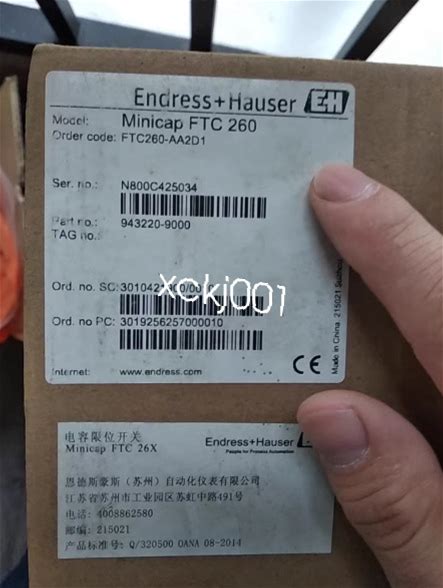 Endress+Hauser EH
Model: Minicap FTC 260
Order code: FTC260-AA2D1
Ser. no.: N800C425034
Part no.: 943220-9000
TAG no.:
Ord. no. SC:
xckj001
Ord. no PC: 3019256257000010
Internet: www.endress.com
CE
Made in China, 215021
电容限位开关
Minicap FTC 26X
Endress+Hauser
People for Process Automation
恩德斯豪斯（苏州）自动化仪表有限公司
江苏省苏州市工业园区苏虹中路491号
电话: 4008862580
邮编: 215021
产品标准号: Q/320500 OANA 08-2014